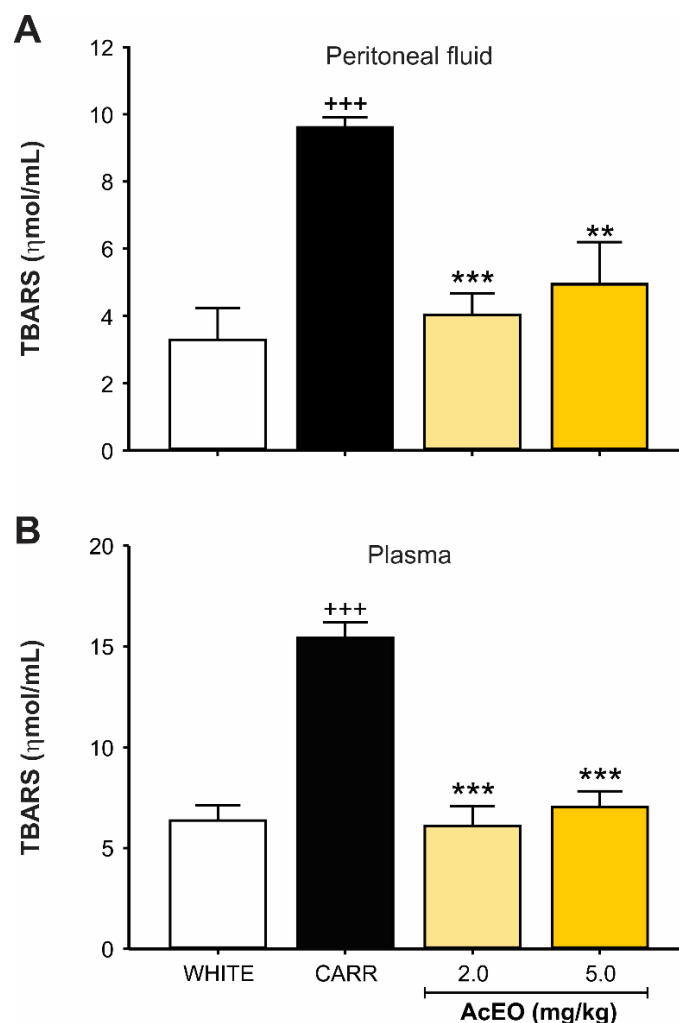 A
Peritoneal fluid
TBARS (ηmol/mL)
12
10
8
6
4
2
0
+++
***
**
B
Plasma
TBARS (ηmol/mL)
20
15
10
5
0
+++
***
***
WHITE CARR 2.0 5.0
AcEO (mg/kg)